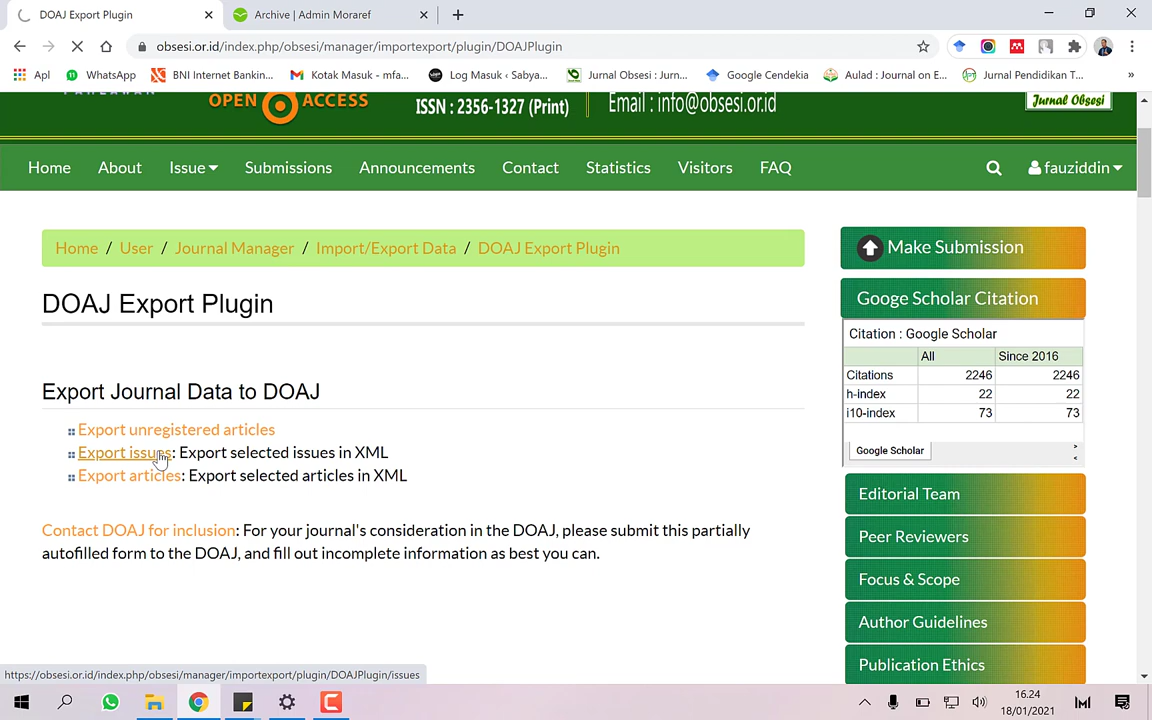 DOAJ Export Plugin
Archive | Admin Moraref
obsesi.or.id/index.php/obsesi/manager/importexport/plugin/DOAJPlugin
Apl
WhatsApp
BNI Internet Bankin...
Kotak Masuk - mfa...
Log Masuk ‹ Sabya...
Jurnal Obsesi : Jurn...
Google Cendekia
Aulad : Journal on E...
Jurnal Pendidikan T...
OPEN ACCESS
ISSN : 2356-1327 (Print)
Email : info@obsesi.or.id
Jurnal Obsesi
Home
About
Issue
Submissions
Announcements
Contact
Statistics
Visitors
FAQ
fauziddin
Home / User / Journal Manager / Import/Export Data / DOAJ Export Plugin
DOAJ Export Plugin
Export Journal Data to DOAJ
Export unregistered articles
Export issues: Export selected issues in XML
Export articles: Export selected articles in XML
Contact DOAJ for inclusion: For your journal's consideration in the DOAJ, please submit this partially
autofilled form to the DOAJ, and fill out incomplete information as best you can.
Make Submission
Googe Scholar Citation
Citation : Google Scholar
All Since 2016
Citations 2246 2246
h-index 22 22
i10-index 73 73
Google Scholar
Editorial Team
Peer Reviewers
Focus & Scope
Author Guidelines
Publication Ethics
https://obsesi.or.id/index.php/obsesi/manager/importexport/plugin/DOAJPlugin/issues
16.24
18/01/2021